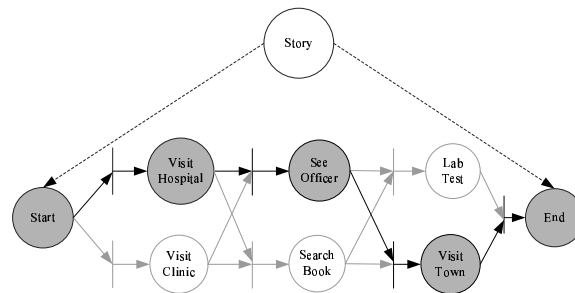 Story
Visit
Hospital
See
Officer
Lab
Test
Start
End
Visit
Clinic
Search
Book
Visit
Town